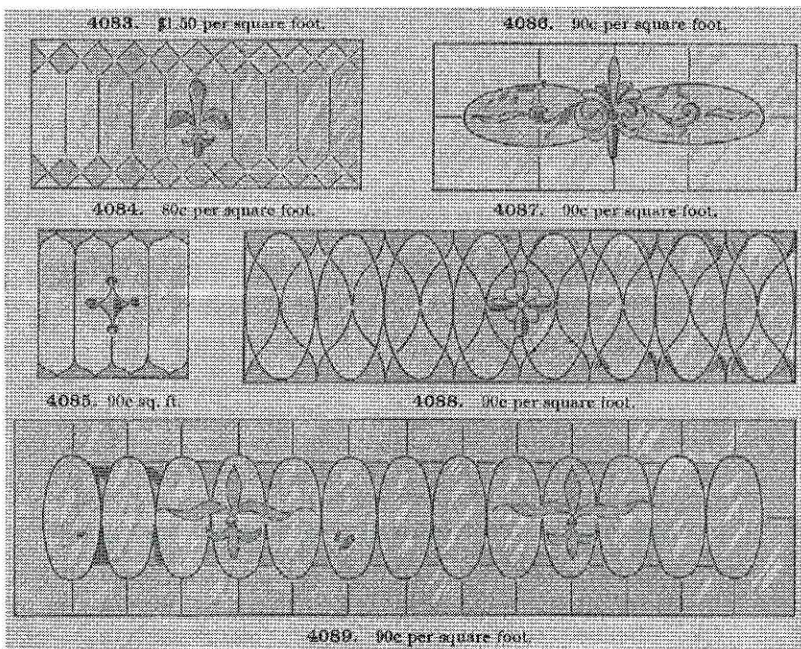 4083. $1.50 per square foot.
4086. 90c per square foot.
4084. 80c per square foot.
4087. 90c per square foot.
4085. 90c sq. ft.
4088. 90c per square foot.
4089. 90c per square foot.